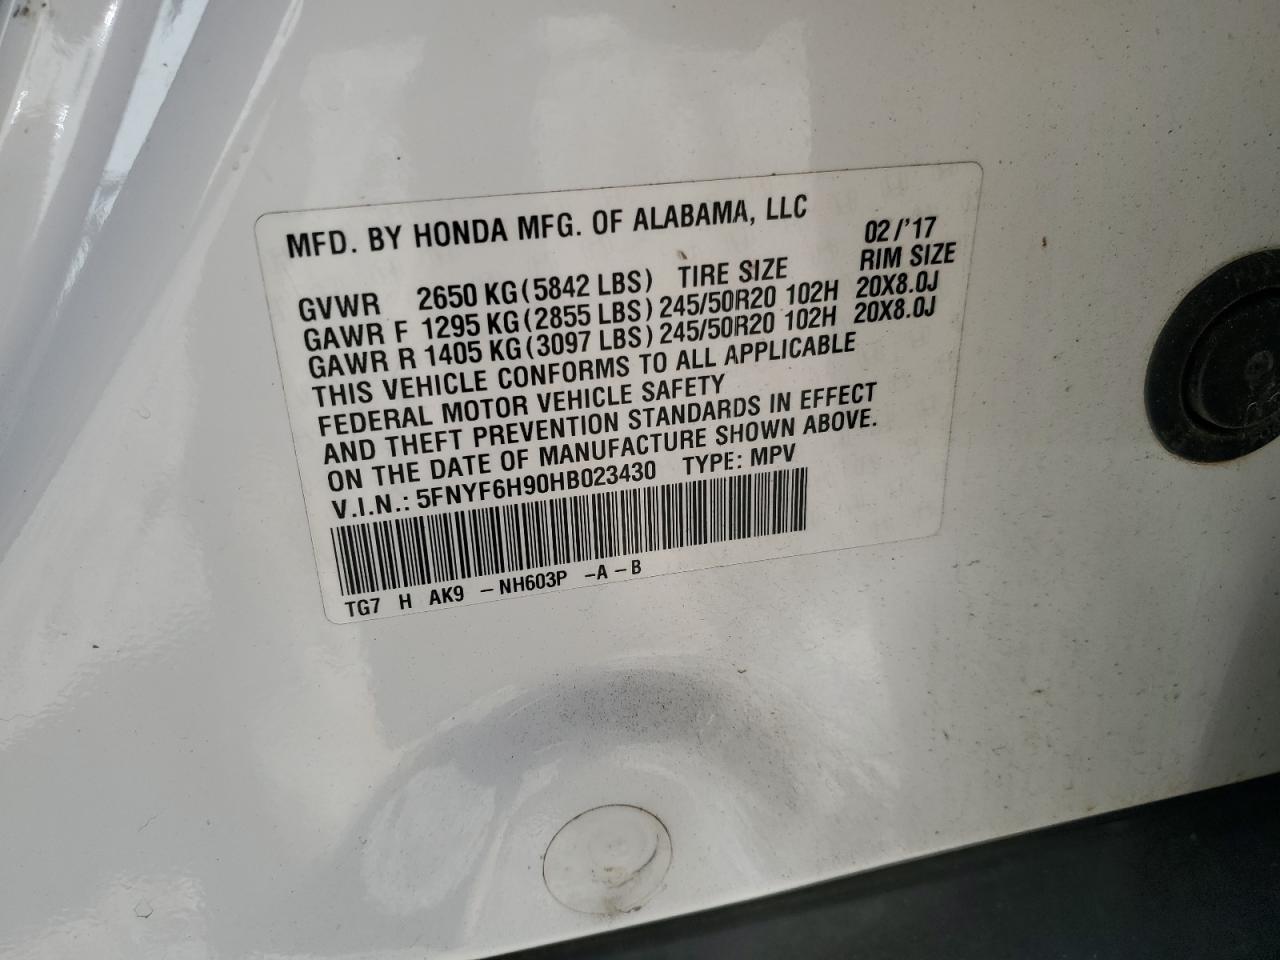 MFD. BY HONDA MFG. OF ALABAMA, LLC 02/'17
GVWR 2650 KG(5842 LBS) TIRE SIZE RIM SIZE
GAWR F 1295 KG(2855 LBS) 245/50R20 102H 20X8.0J
GAWR R 1405 KG(3097 LBS) 245/50R20 102H 20X8.0J
THIS VEHICLE CONFORMS TO ALL APPLICABLE
FEDERAL MOTOR VEHICLE SAFETY
AND THEFT PREVENTION STANDARDS IN EFFECT
ON THE DATE OF MANUFACTURE SHOWN ABOVE.
V.I.N.: 5FNYF6H90HB023430 TYPE: MPV
TG7 H AK9 -NH603P -A-B